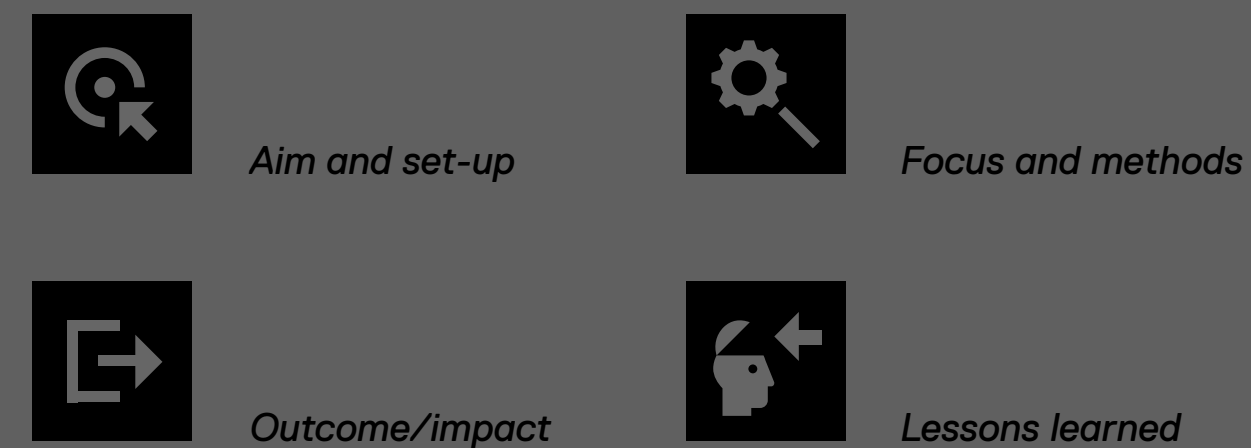 Aim and set-up
Focus and methods
Outcome/impact
Lessons learned